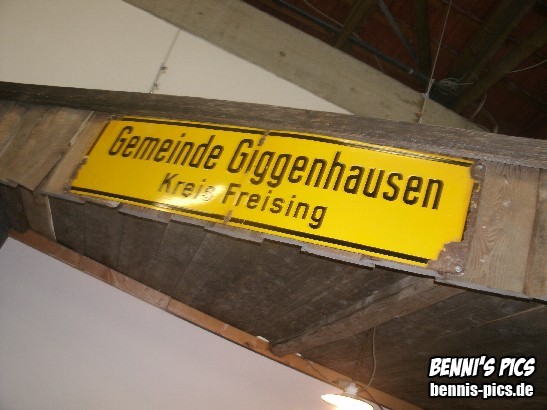 Gemeinde Giggenhausen
Kreis Freising
BENNI'S PICS
bennis-pics.de